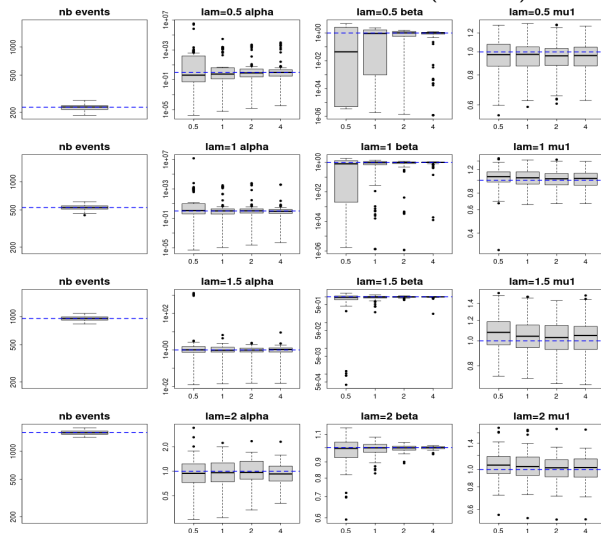 nb events
lam=0.5 alpha
lam=0.5 beta
lam=0.5 mu1
200 500 1000
1e-05 1e-01 1e+03 1e+07
1e-06 1e-04 1e-02 1e+00
0.6 0.8 1.0 1.2
0.5 1 2 4
0.5 1 2 4
0.5 1 2 4
nb events
lam=1 alpha
lam=1 beta
lam=1 mu1
200 500 1000
1e-05 1e-01 1e+03 1e+07
1e-06 1e-04 1e-02 1e+00
0.4 0.6 0.8 1.0 1.2
0.5 1 2 4
0.5 1 2 4
0.5 1 2 4
nb events
lam=1.5 alpha
lam=1.5 beta
lam=1.5 mu1
200 500 1000
1e-02 1e+00 1e+02
5e-04 5e-03 5e-02 5e-01
0.8 1.0 1.2 1.4
0.5 1 2 4
0.5 1 2 4
0.5 1 2 4
nb events
lam=2 alpha
lam=2 beta
lam=2 mu1
200 500 1000
0.5 1.0 2.0
0.6 0.7 0.8 0.9 1.1
0.6 0.8 1.0 1.2 1.4
0.5 1 2 4
0.5 1 2 4
0.5 1 2 4